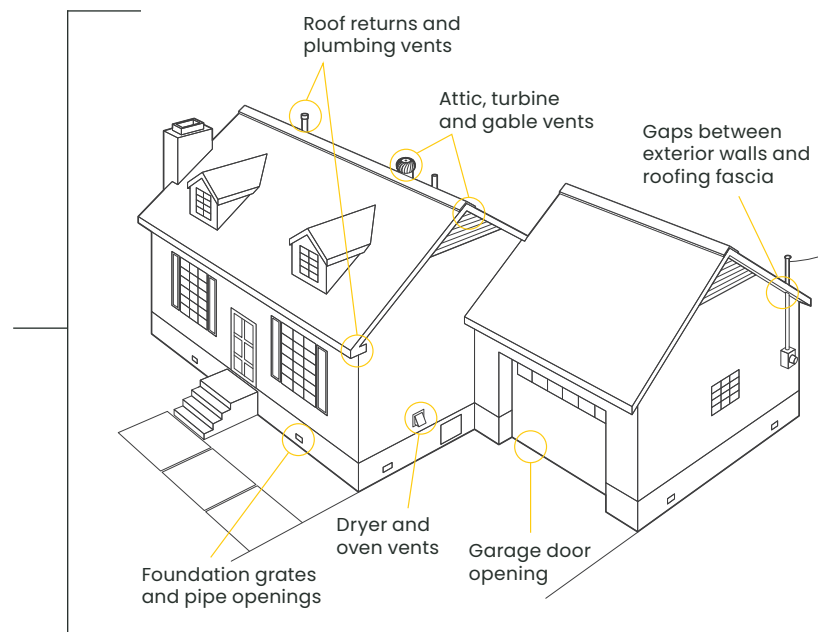 Roof returns and
plumbing vents
Attic, turbine
and gable vents
Gaps between
exterior walls and
roofing fascia
Dryer and
oven vents
Garage door
opening
Foundation grates
and pipe openings